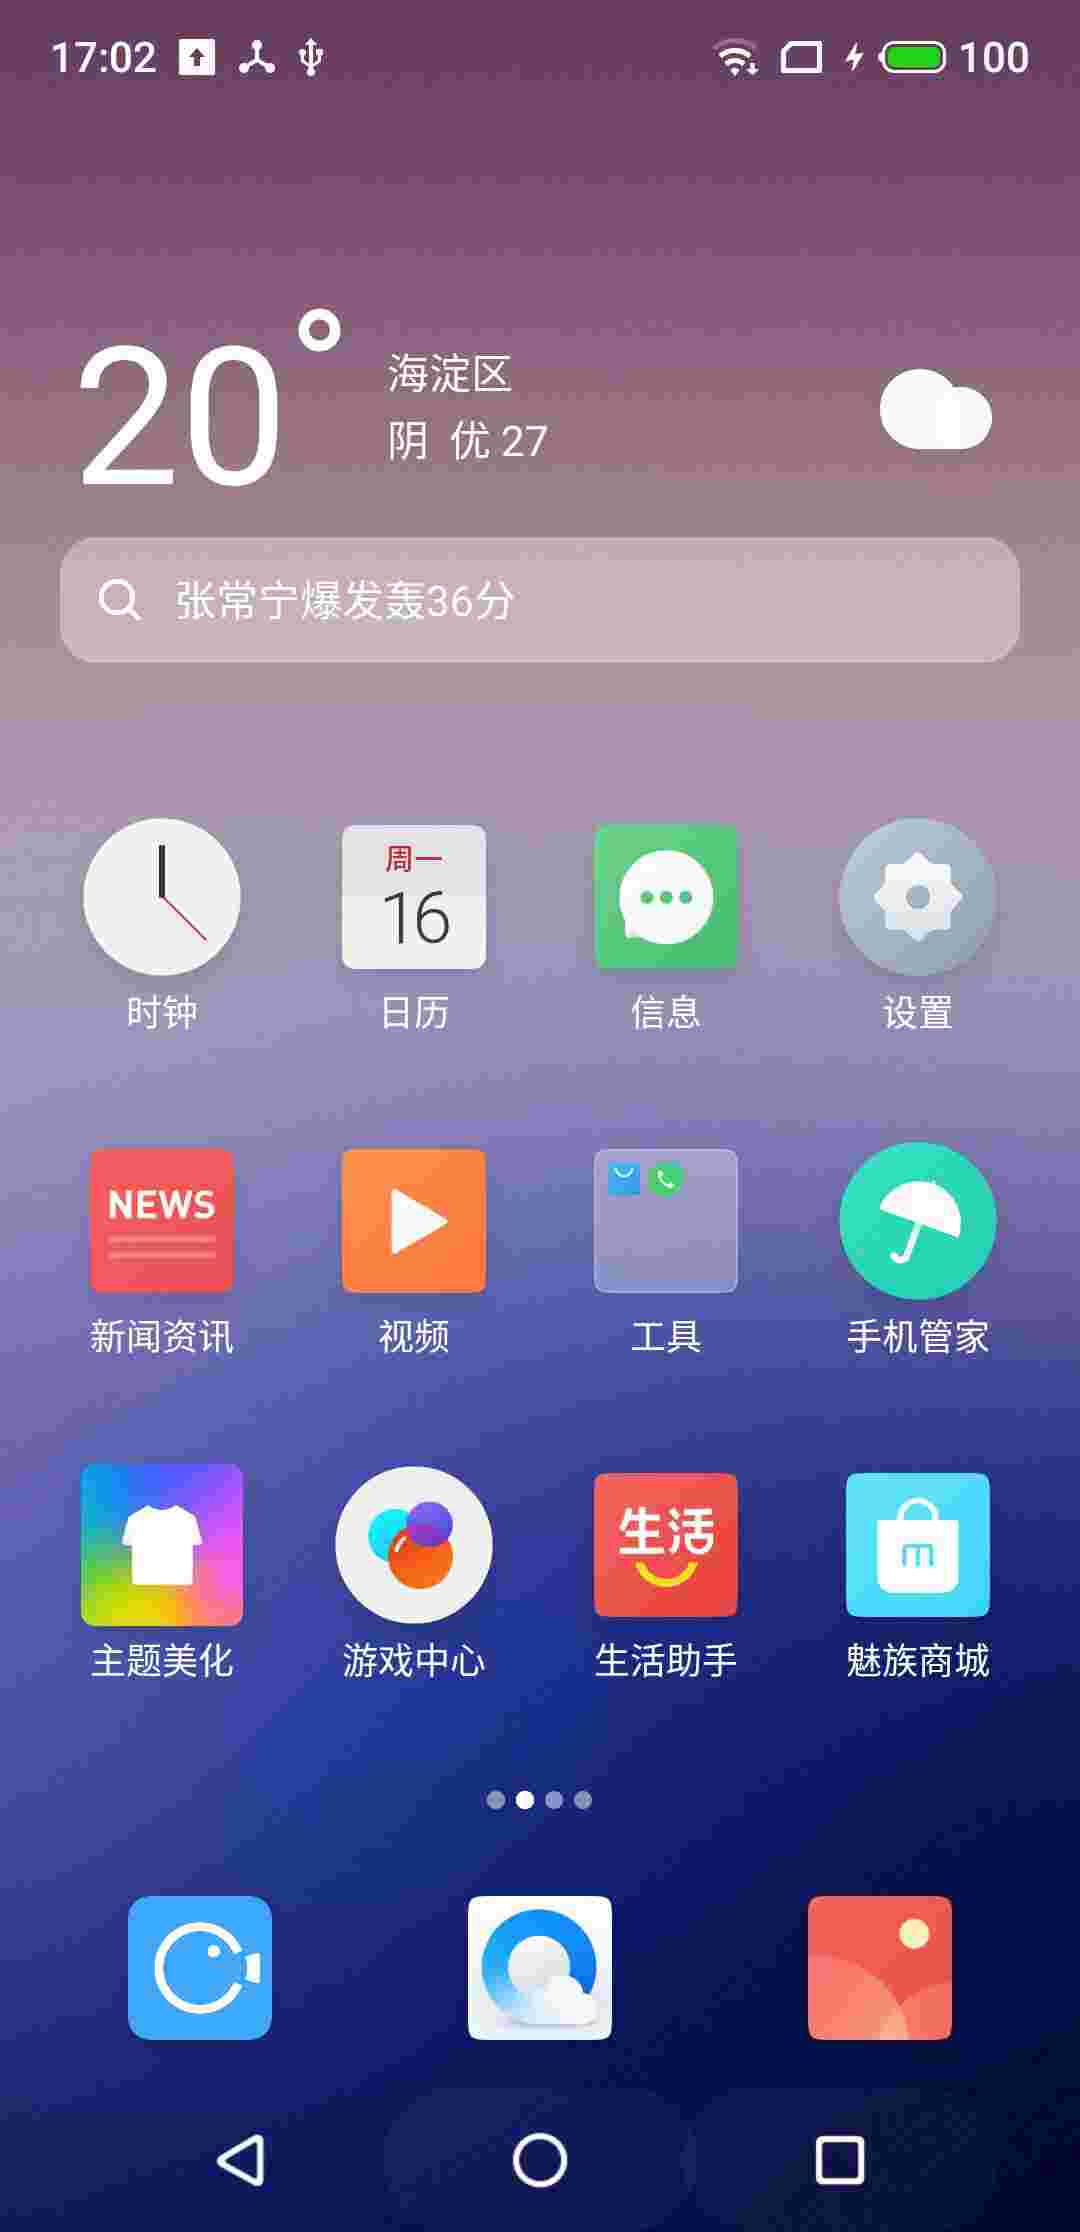 17:02 100
20°
海淀区
阴 优 27
张常宁爆发轰36分
周一
16
时钟 日历 信息 设置
NEWS
新闻资讯 视频 工具 手机管家
生活
m
主题美化 游戏中心 生活助手 魅族商城